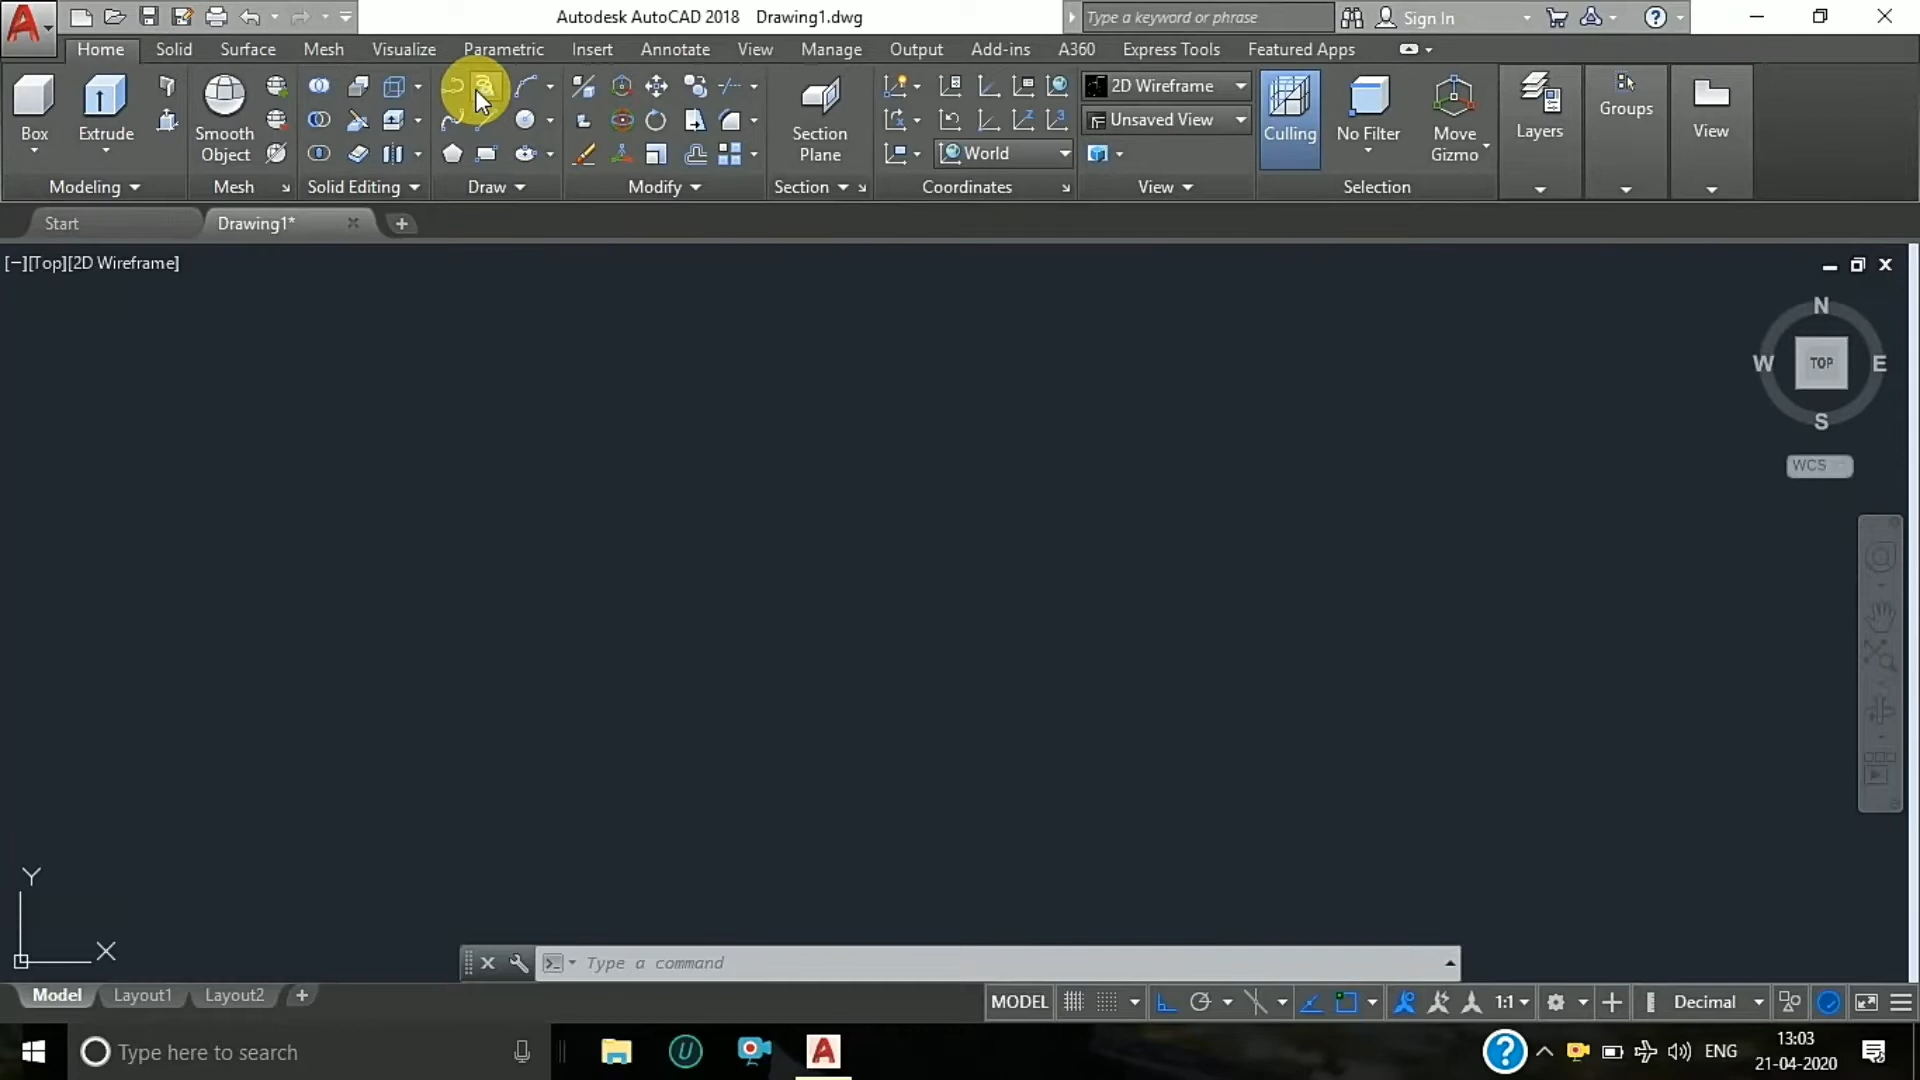 Autodesk AutoCAD 2018 Drawing1.dwg
Type a keyword or phrase
Sign In
Home Solid Surface Mesh Visualize Parametric Insert Annotate View Manage Output Add-ins A360 Express Tools Featured Apps
Box
Extrude
Smooth
Object
Section
Plane
2D Wireframe
Unsaved View
World
Culling
No Filter
Move
Gizmo
Layers
Groups
View
Modeling Mesh Solid Editing Draw Modify Section Coordinates View Selection
Start Drawing1*
[−][Top][2D Wireframe]
N
W TOP E
S
WCS
Y
X
Type a command
Model Layout1 Layout2
MODEL 1:1 Decimal
Type here to search
ENG
13:03
21-04-2020